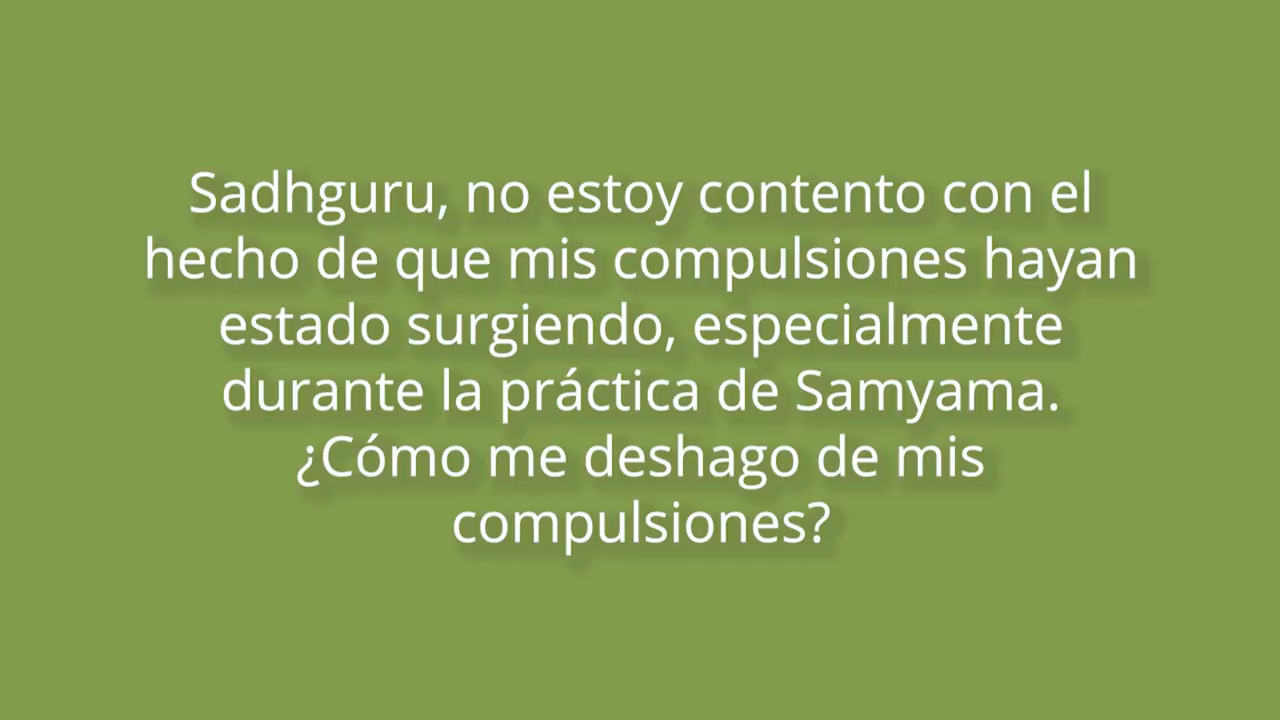 Sadhguru, no estoy contento con el
hecho de que mis compulsiones hayan
estado surgiendo, especialmente
durante la práctica de Samyama.
¿Cómo me deshago de mis
compulsiones?